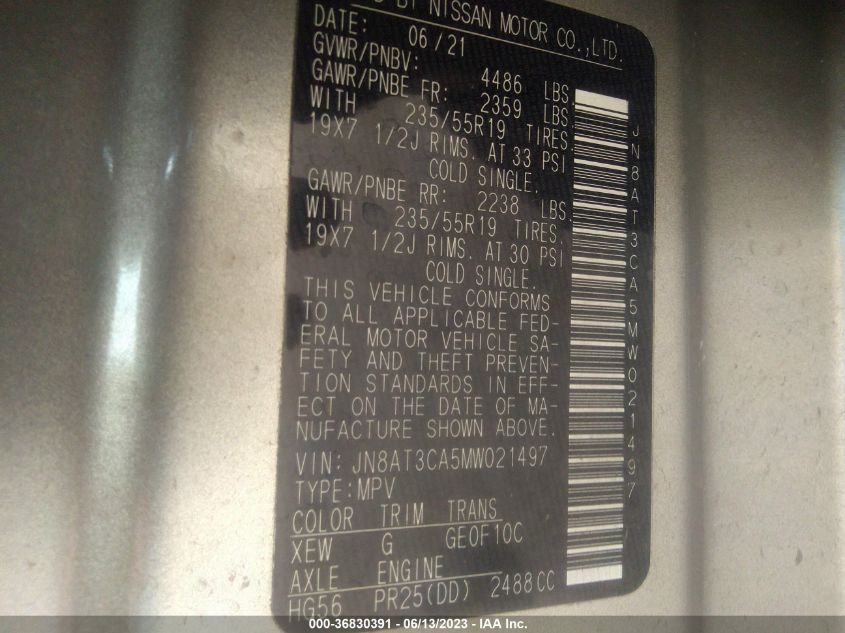 BY NISSAN MOTOR CO.,LTD.
DATE: 06/21
GVWR/PNBV: 4486 LBS.
GAWR/PNBE FR: 2359 LBS
WITH 235/55R19 TIRES.
19X7 1/2J RIMS. AT 33 PSI
COLD SINGLE.
GAWR/PNBE RR: 2238 LBS.
WITH 235/55R19 TIRES,
19X7 1/2J RIMS. AT 30 PSI
COLD SINGLE.
THIS VEHICLE CONFORMS
TO ALL APPLICABLE FED-
ERAL MOTOR VEHICLE SA-
FETY AND THEFT PREVEN-
TION STANDARDS IN EFF-
ECT ON THE DATE OF MA-
NUFACTURE SHOWN ABOVE.
VIN: JN8AT3CA5MW021497
TYPE:MPV
COLOR TRIM TRANS
XEW G GE0F10C
AXLE ENGINE
HG56 PR25(DD) 2488CC
JN8AT3CA5MW021497
000-36830391 - 06/13/2023 - IAA Inc.